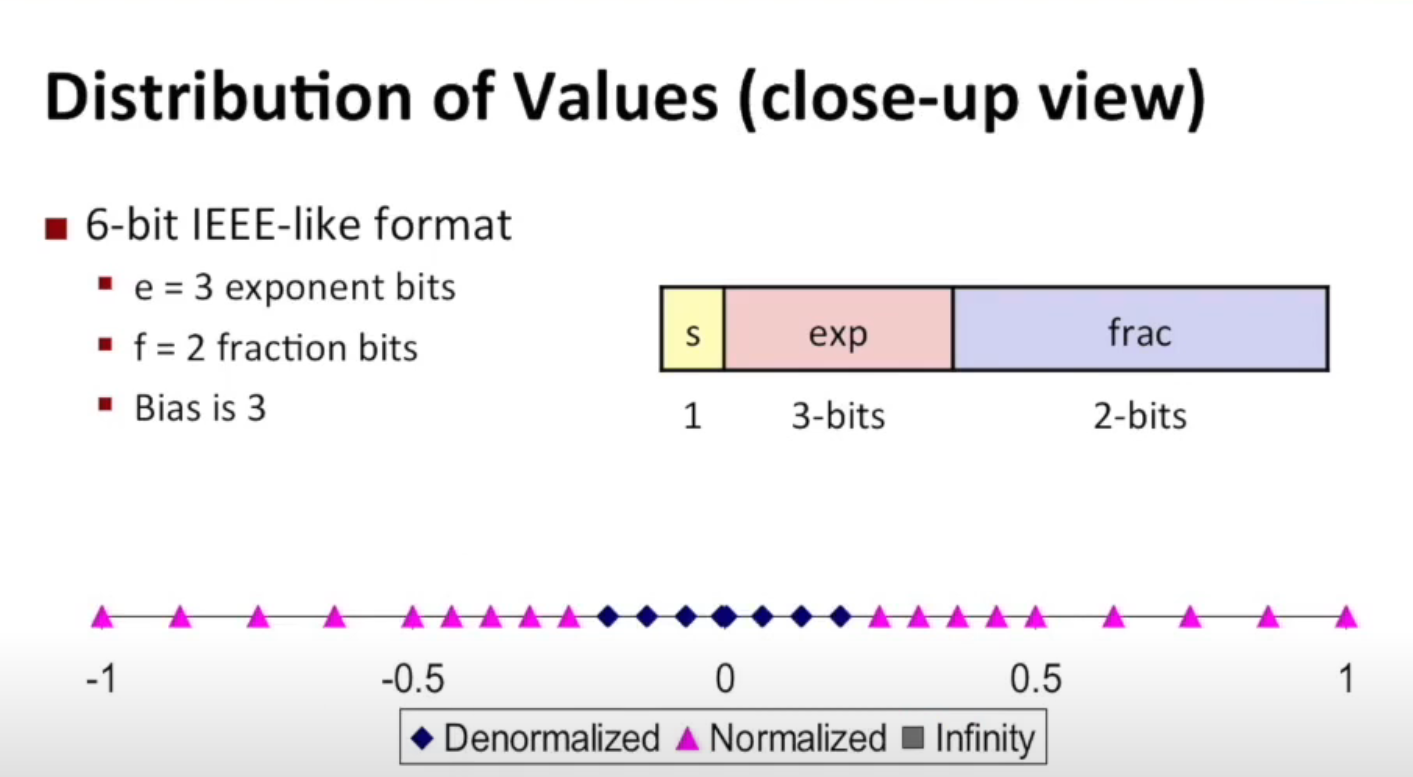 Distribution of Values (close-up view)
6-bit IEEE-like format
e = 3 exponent bits
f = 2 fraction bits
Bias is 3
s exp frac
1 3-bits 2-bits
-1 -0.5 0 0.5 1
Denormalized Normalized Infinity